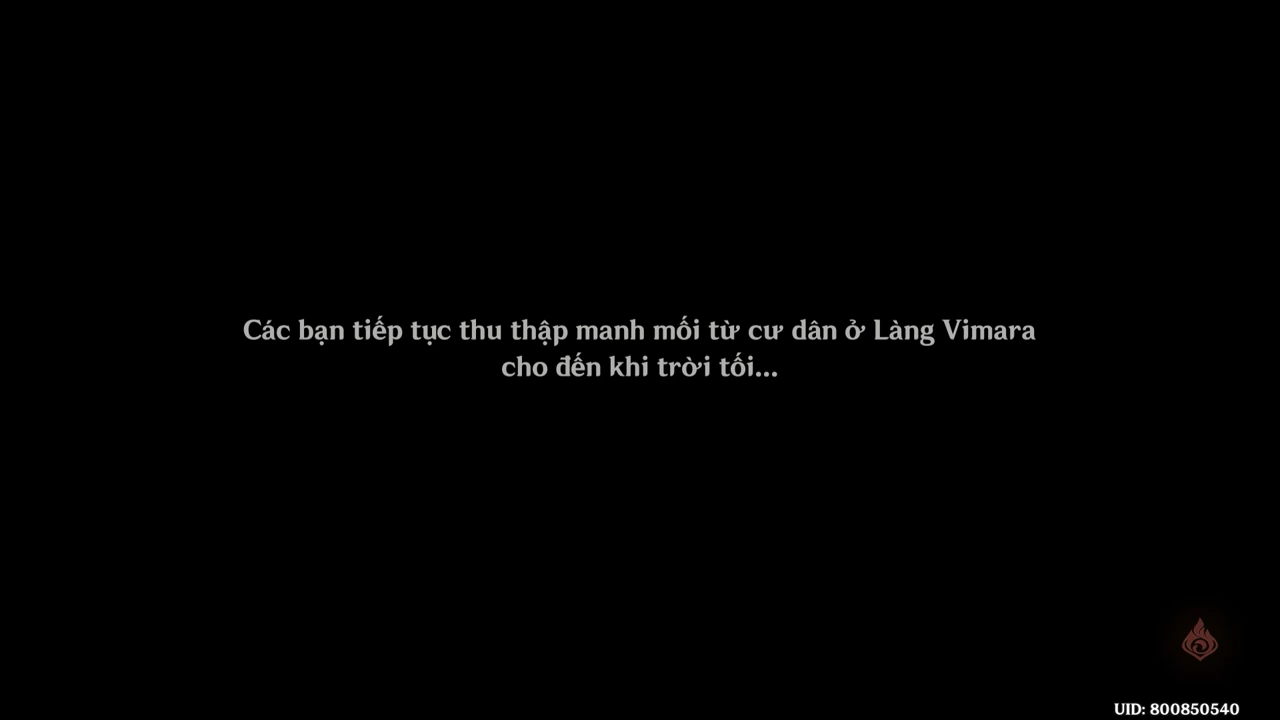 Các bạn tiếp tục thu thập manh mối từ cư dân ở Làng Vimara
cho đến khi trời tối...
UID: 800850540